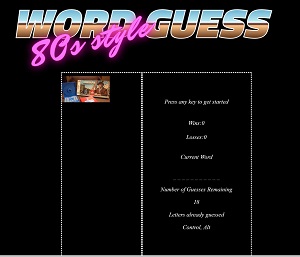 WORD GUESS
80s style
Press any key to get started
Wins:0
Losses:0
Current Word
_ _ _ _ _ _ _ _ _ _
Number of Guesses Remaining
18
Letters already guessed
Control, Alt